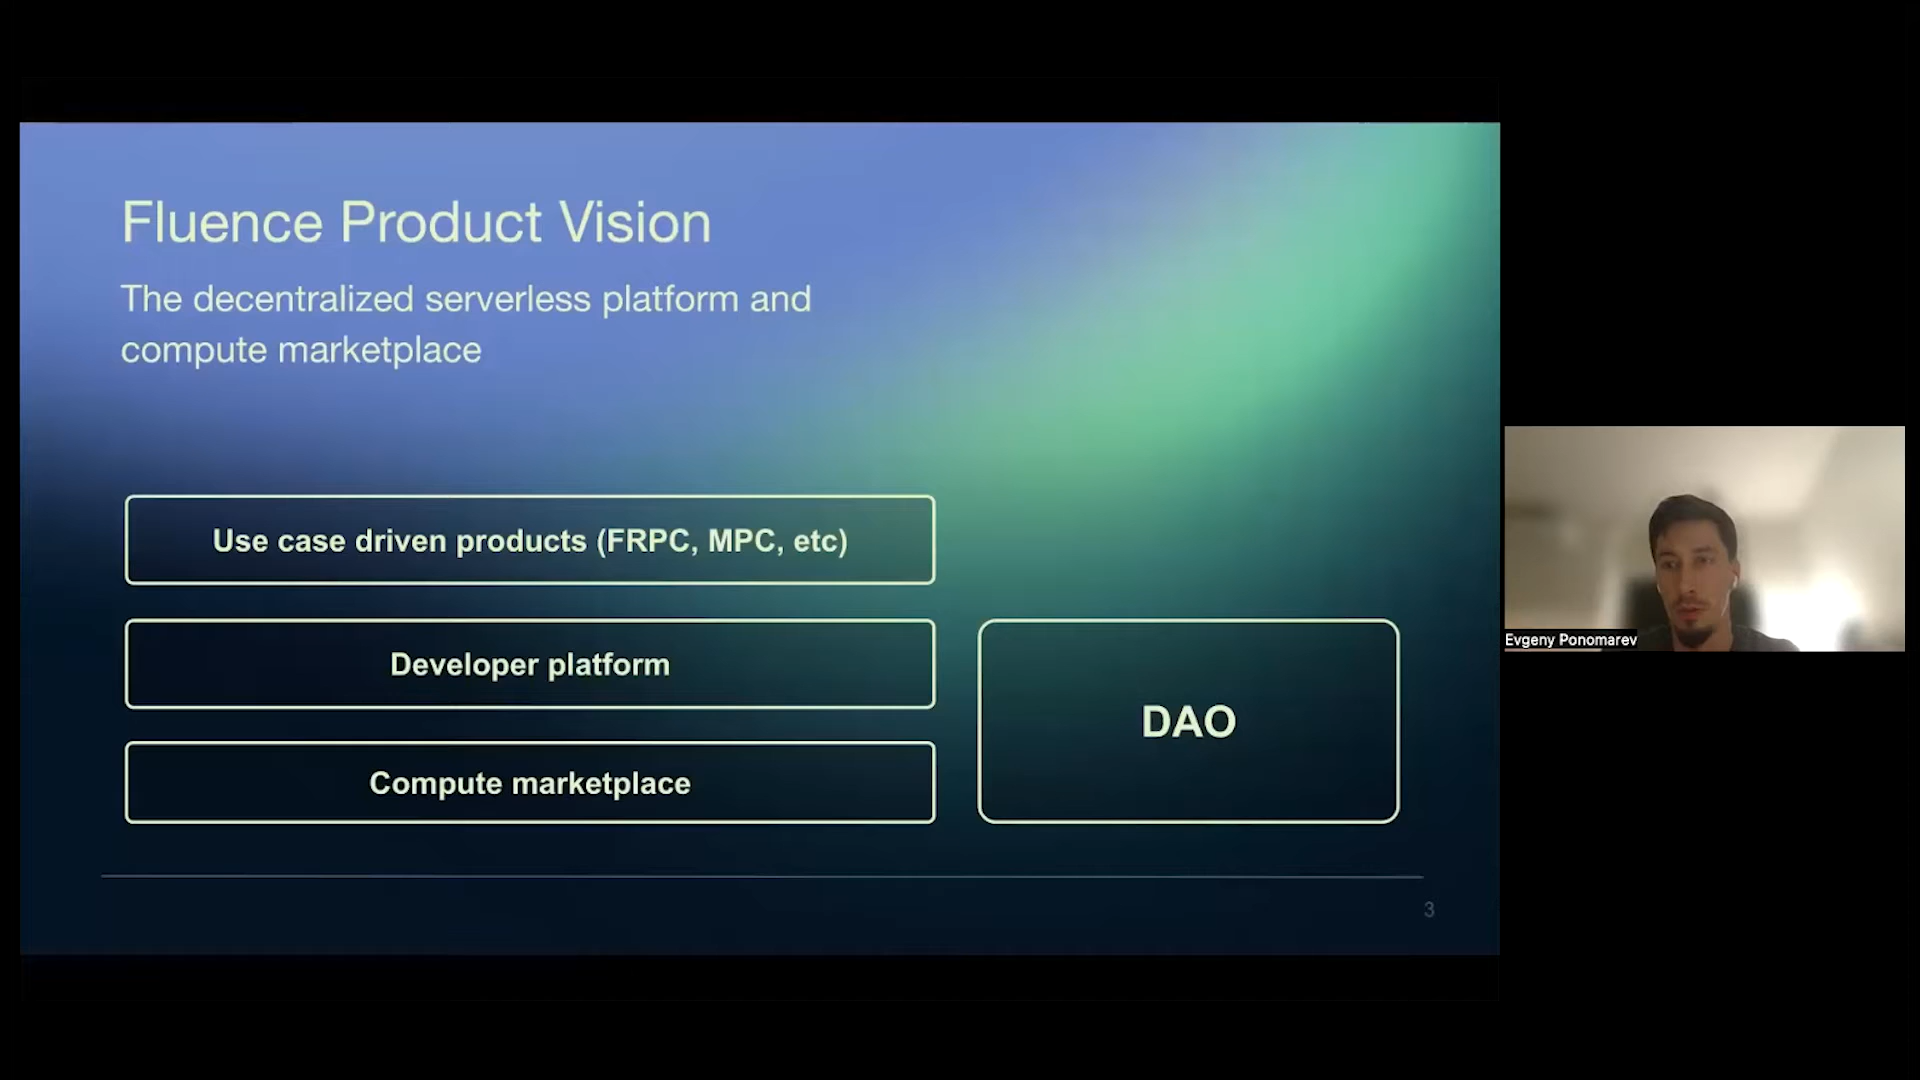 Fluence Product Vision
The decentralized serverless platform and
compute marketplace
Use case driven products (FRPC, MPC, etc)
Developer platform
DAO
Compute marketplace
3
Evgeny Ponomarev